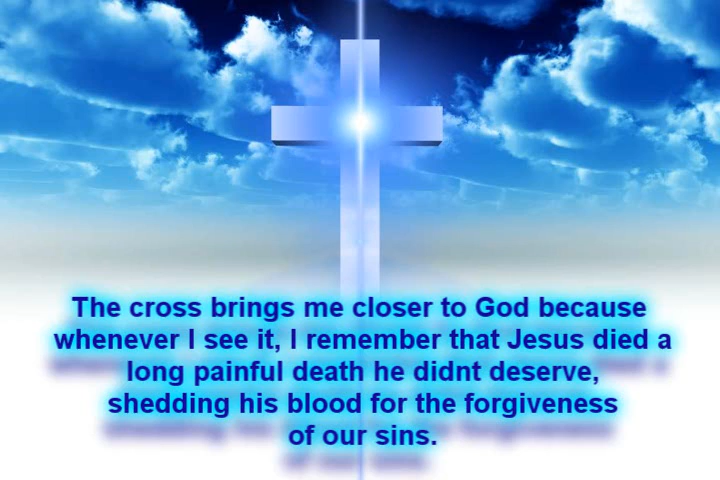 The cross brings me closer to God because
whenever I see it, I remember that Jesus died a
long painful death he didnt deserve,
shedding his blood for the forgiveness
of our sins.